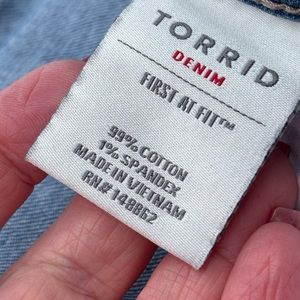 TORRID
DENIM
FIRST AT FIT™
99% COTTON
1% SPANDEX
MADE IN VIETNAM
RN# 148862